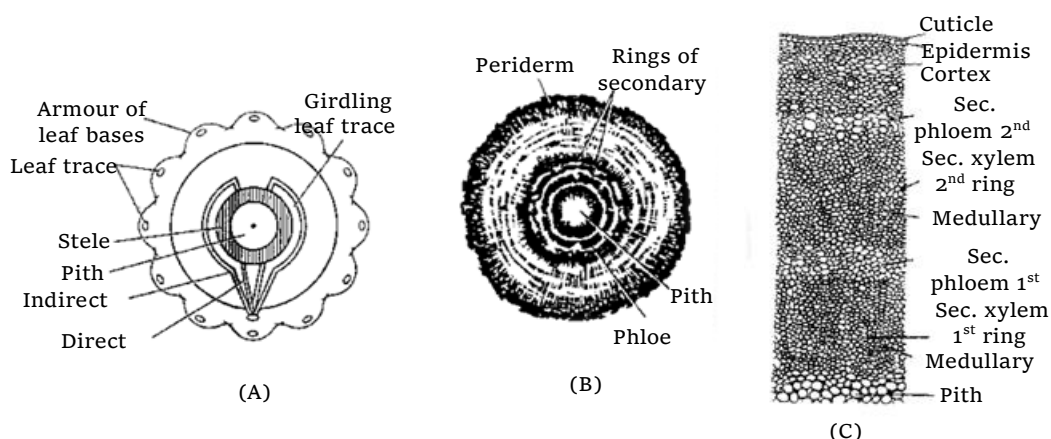 Armour of
leaf bases
Girdling
leaf trace
Leaf trace
Stele
Pith
Indirect
Direct
(A)
Periderm
Rings of
secondary
Pith
Phloe
(B)
Cuticle
Epidermis
Cortex
Sec.
phloem 2nd
Sec. xylem
2nd ring
Medullary
Sec.
phloem 1st
Sec. xylem
1st ring
Medullary
Pith
(C)